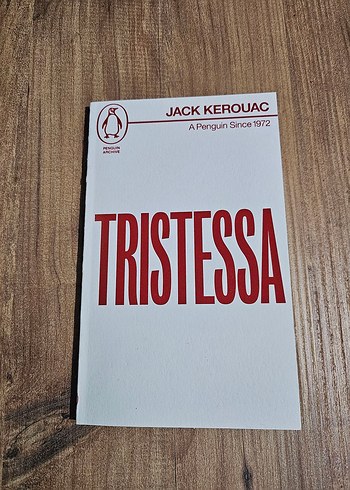 JACK KEROUAC
A Penguin Since 1972
PENGUIN
ARCHIVE
TRISTESSA